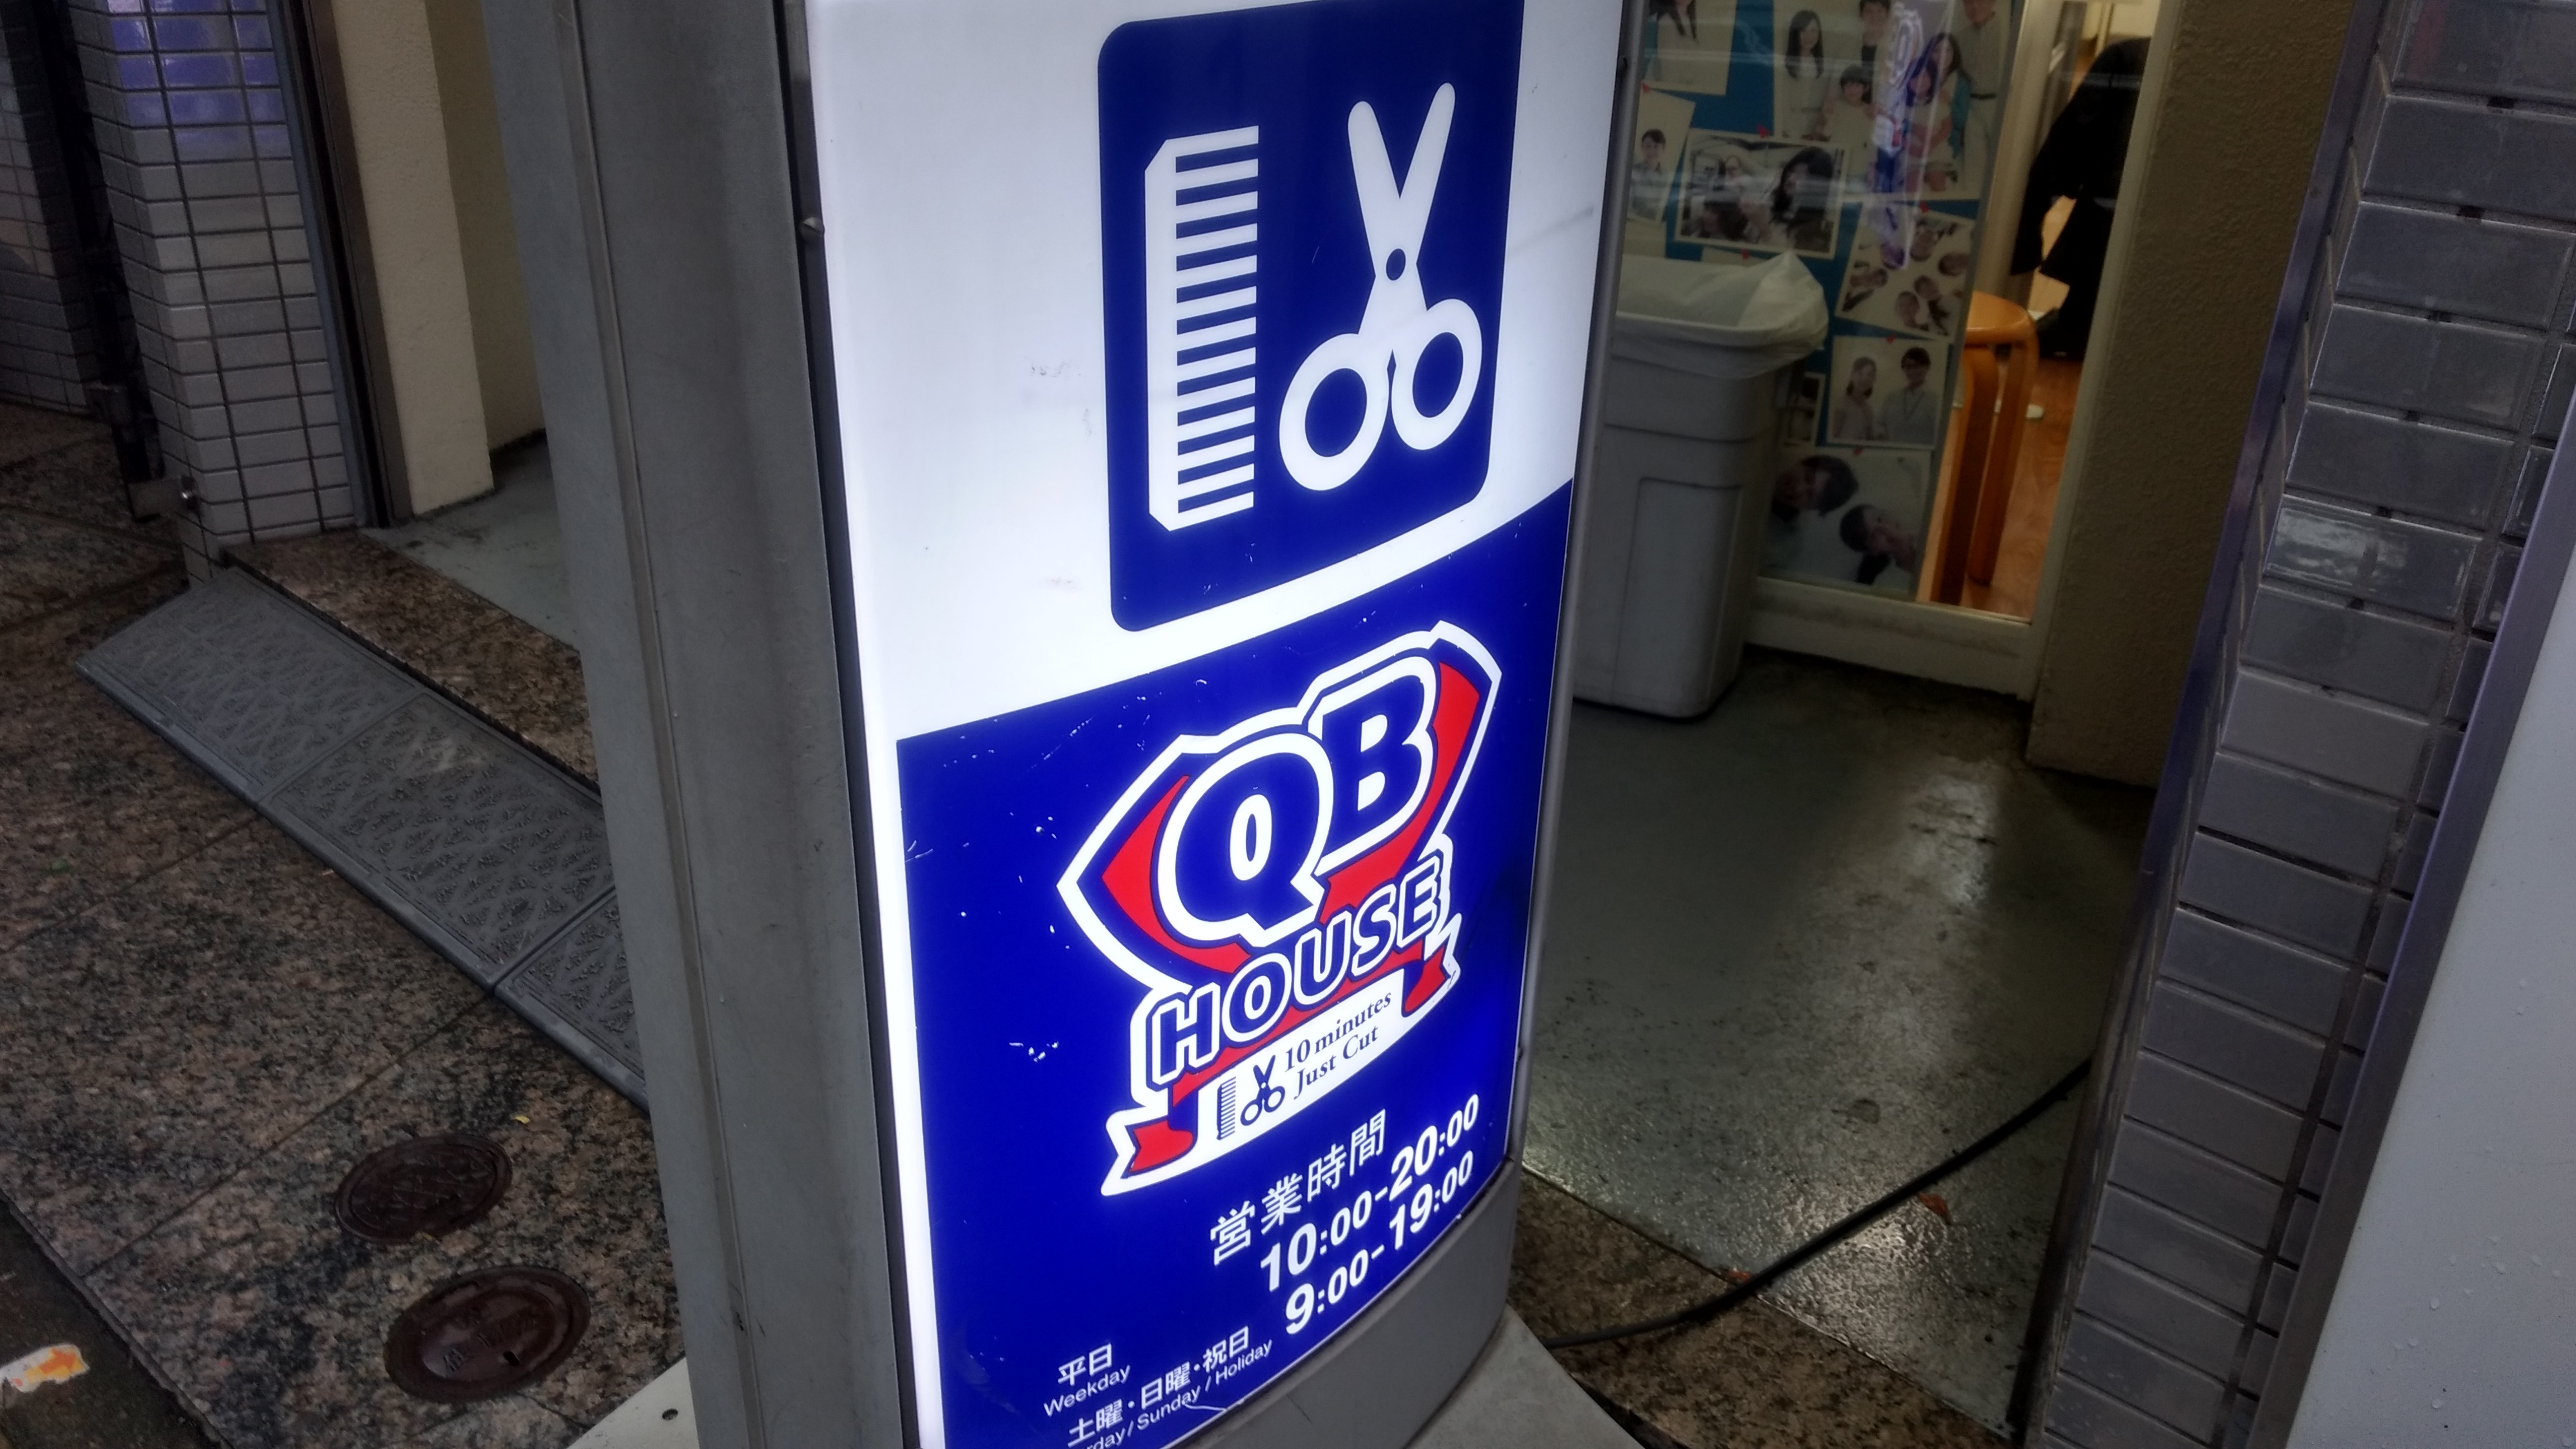 QB
HOUSE
10 minutes
Just Cut
営業時間
平日 10:00-20:00
Weekday
土曜・日曜・祝日 9:00-19:00
/ Sunday / Holiday